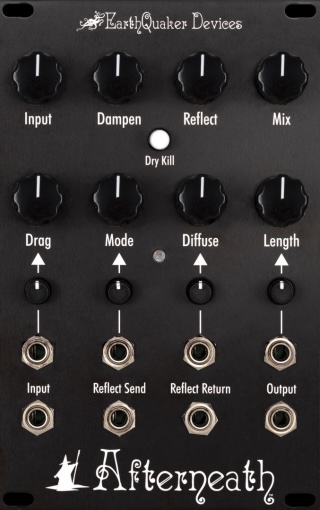 EarthQuaker Devices
Input Dampen Reflect Mix
Dry Kill
Drag Mode Diffuse Length
Input Reflect Send Reflect Return Output
Afterneath